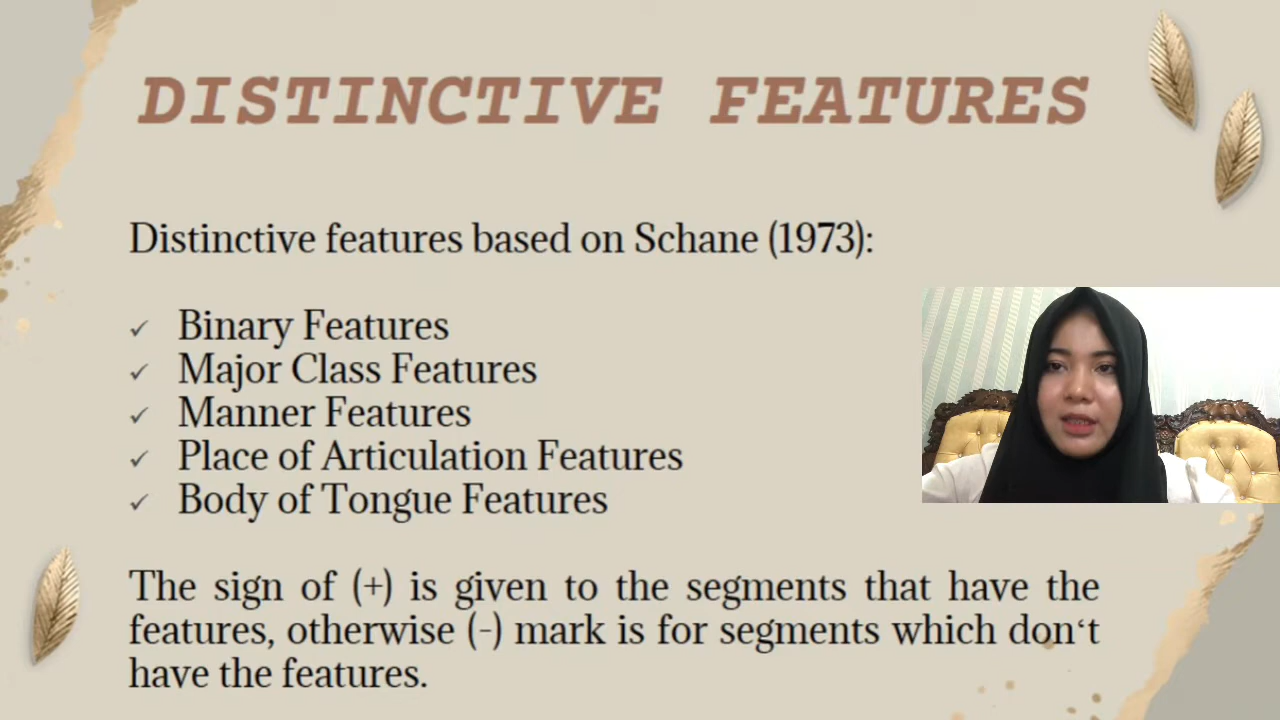 DISTINCTIVE FEATURES
Distinctive features based on Schane (1973):
✓ Binary Features
✓ Major Class Features
✓ Manner Features
✓ Place of Articulation Features
✓ Body of Tongue Features
The sign of (+) is given to the segments that have the
features, otherwise (-) mark is for segments which don‘t
have the features.